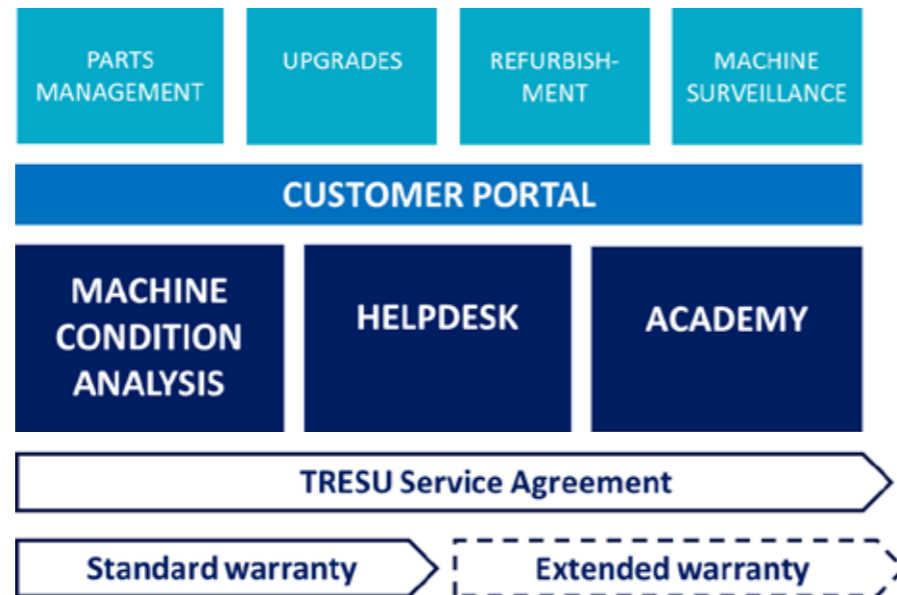 PARTS
MANAGEMENT
UPGRADES
REFURBISH-
MENT
MACHINE
SURVEILLANCE
CUSTOMER PORTAL
MACHINE
CONDITION
ANALYSIS
HELPDESK
ACADEMY
TRESU Service Agreement
Standard warranty
Extended warranty